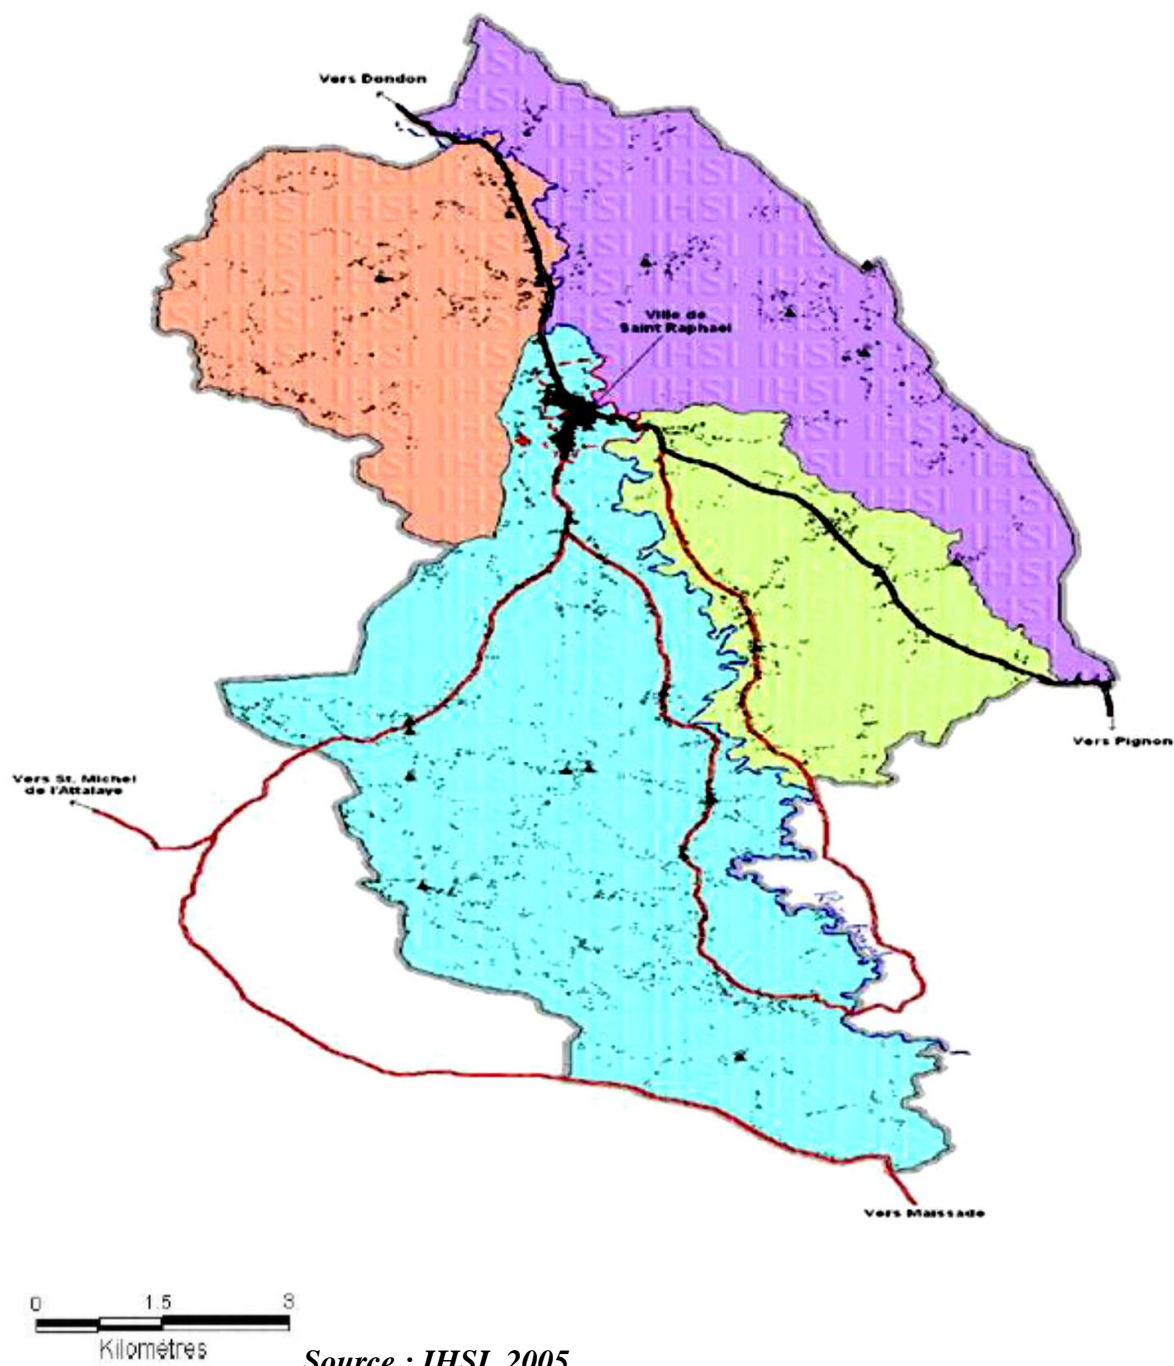 Vers Dondon
Ville de
Saint Raphael
Vers Pignon
Vers St. Michel
de l'Attalaye
Vers Maissade
0 1.5 3
Kilométres
Source : IHSI, 2005